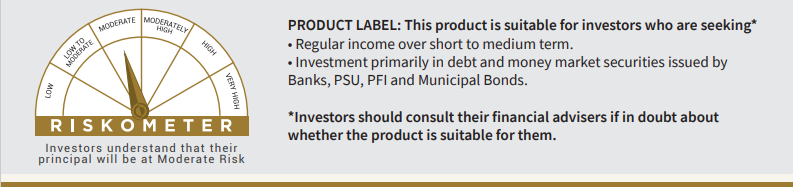 LOW
LOW TO
MODERATE
MODERATE
MODERATELY
HIGH
HIGH
VERY HIGH
RISKOMETER
Investors understand that their
principal will be at Moderate Risk
PRODUCT LABEL: This product is suitable for investors who are seeking*
• Regular income over short to medium term.
• Investment primarily in debt and money market securities issued by
Banks, PSU, PFI and Municipal Bonds.
*Investors should consult their financial advisers if in doubt about
whether the product is suitable for them.